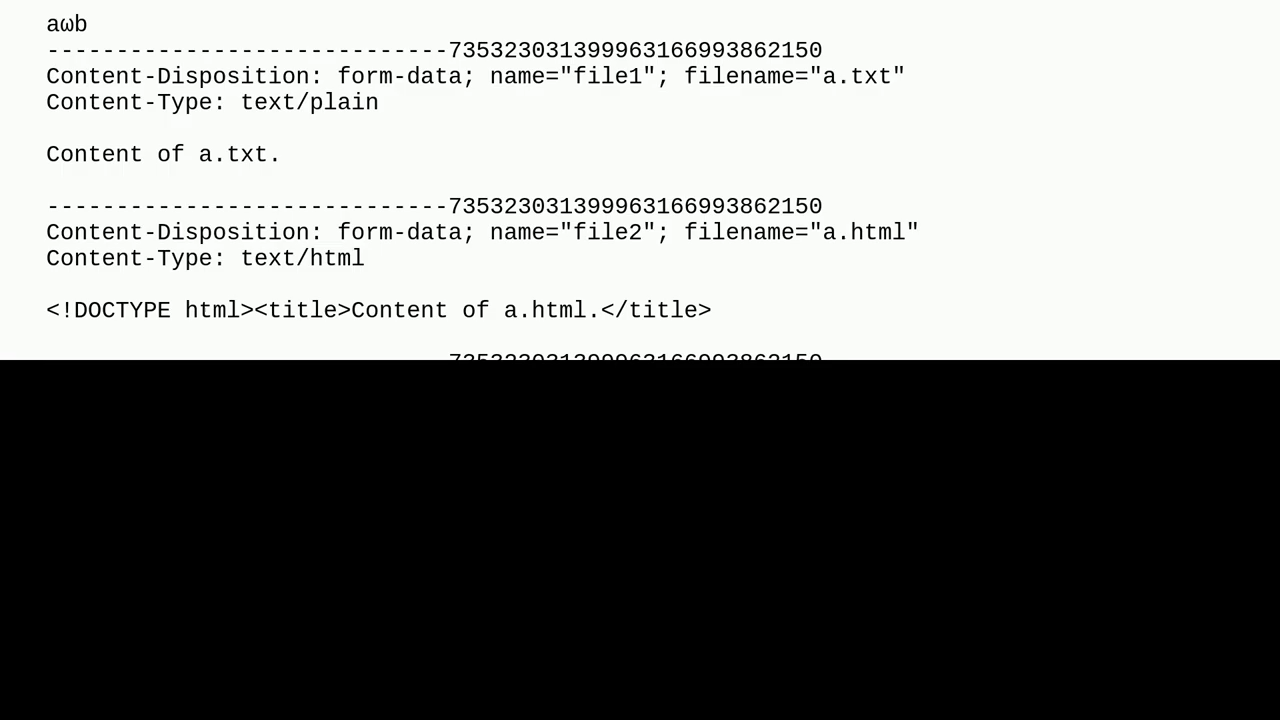 aωb
-----------------------------735323031399963166993862150
Content-Disposition: form-data; name="file1"; filename="a.txt"
Content-Type: text/plain

Content of a.txt.

-----------------------------735323031399963166993862150
Content-Disposition: form-data; name="file2"; filename="a.html"
Content-Type: text/html

<!DOCTYPE html><title>Content of a.html.</title>

735323031399963166993862150